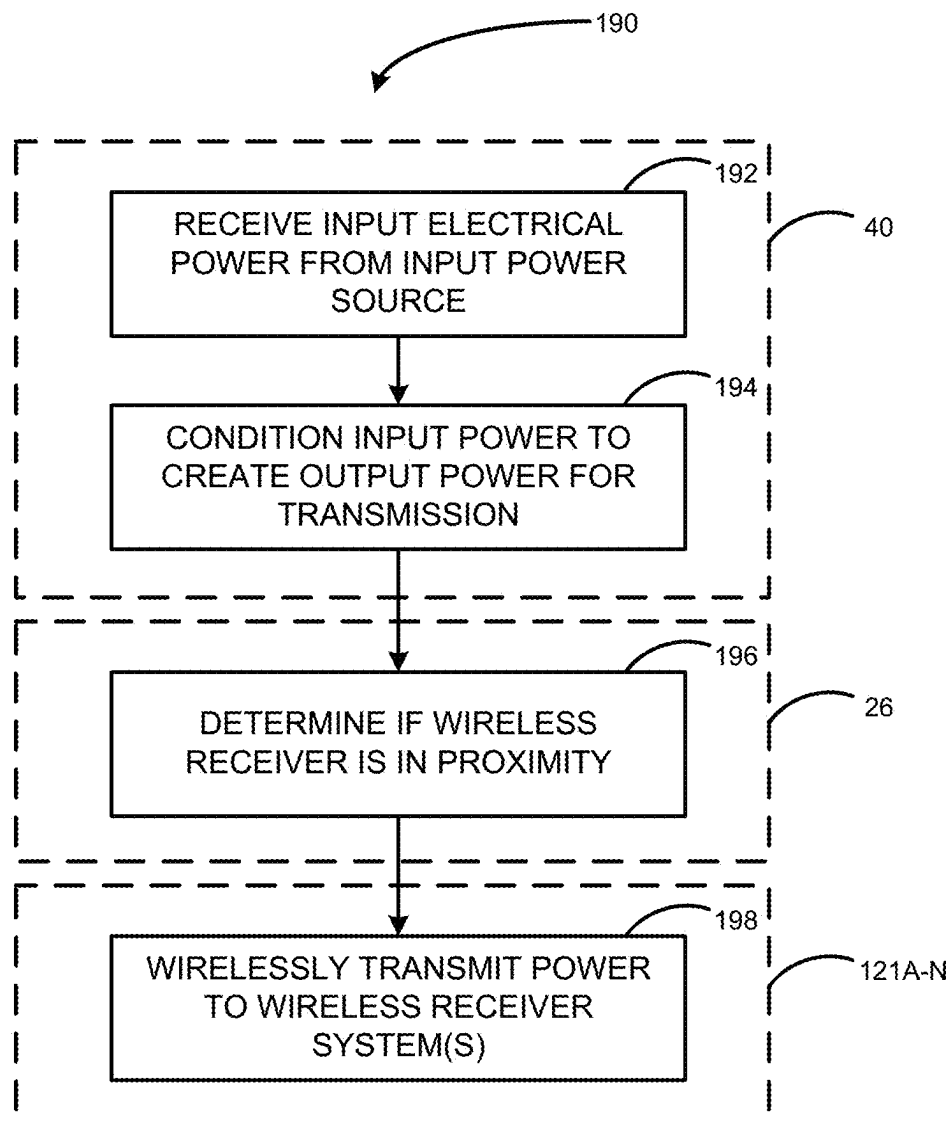 190
192
RECEIVE INPUT ELECTRICAL
POWER FROM INPUT POWER
SOURCE
40
194
CONDITION INPUT POWER TO
CREATE OUTPUT POWER FOR
TRANSMISSION
196
DETERMINE IF WIRELESS
RECEIVER IS IN PROXIMITY
26
198
WIRELESSLY TRANSMIT POWER
TO WIRELESS RECEIVER
SYSTEM(S)
121A-N